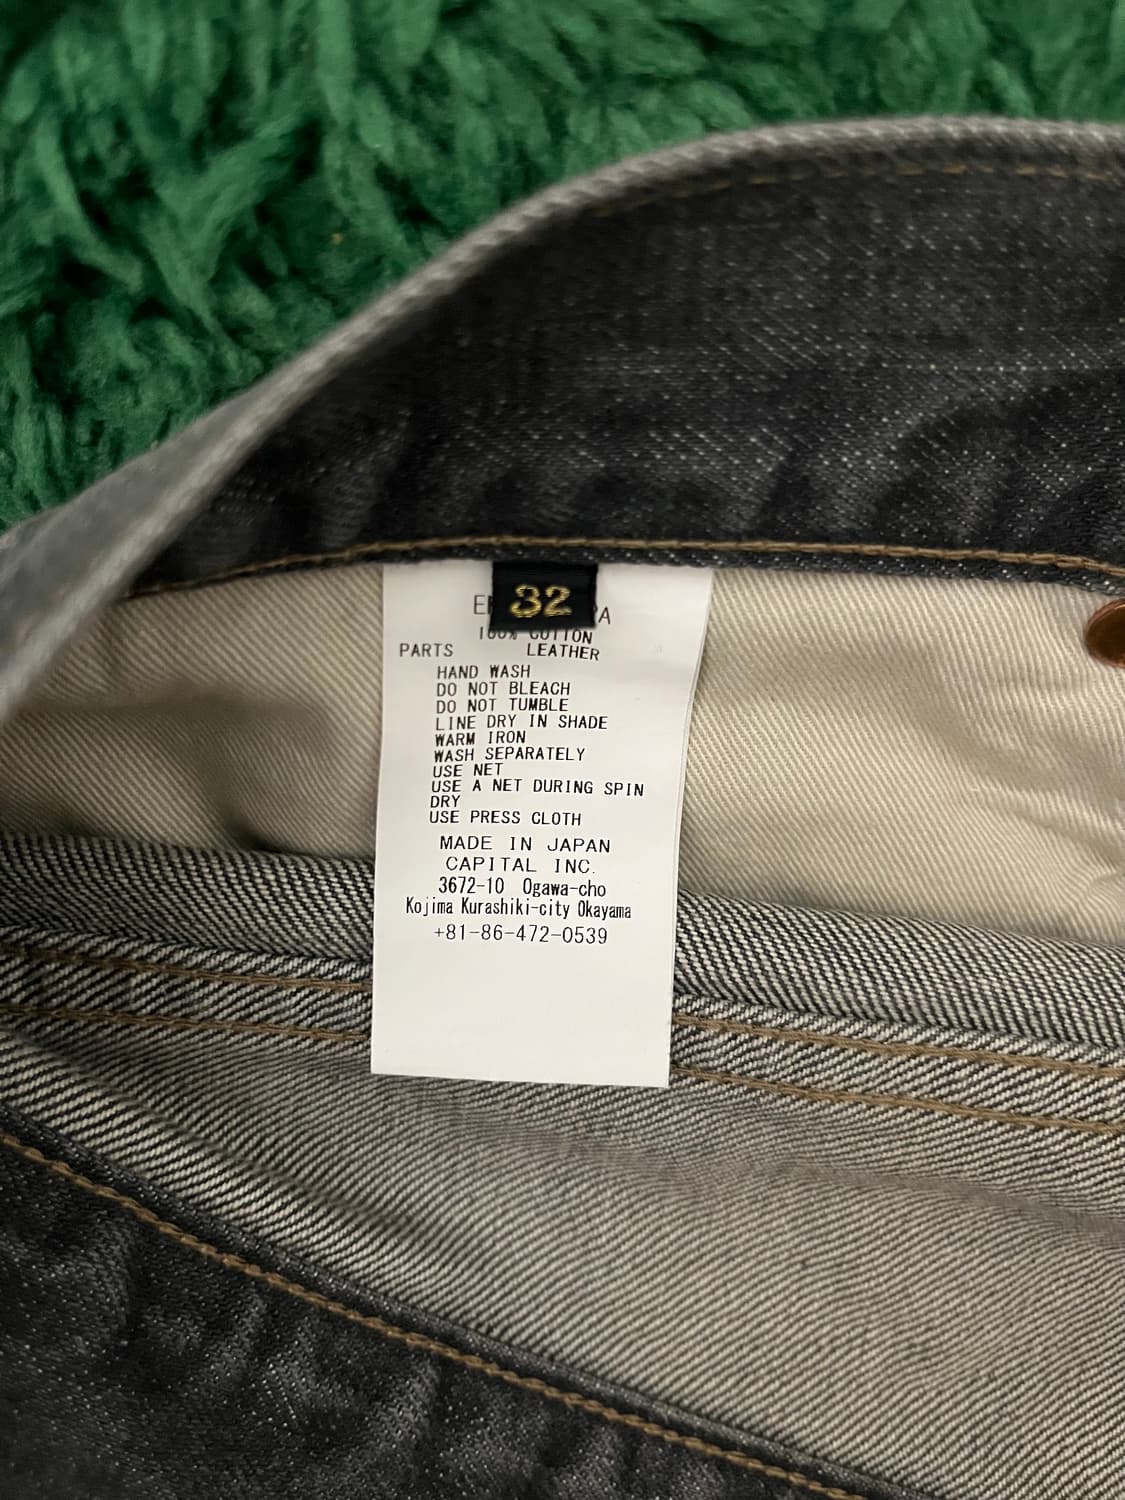 32
100% COTTON
PARTS LEATHER
HAND WASH
DO NOT BLEACH
DO NOT TUMBLE
LINE DRY IN SHADE
WARM IRON
WASH SEPARATELY
USE NET
USE A NET DURING SPIN
DRY
USE PRESS CLOTH
MADE IN JAPAN
CAPITAL INC.
3672-10 Ogawa-cho
Kojima Kurashiki-city Okayama
+81-86-472-0539